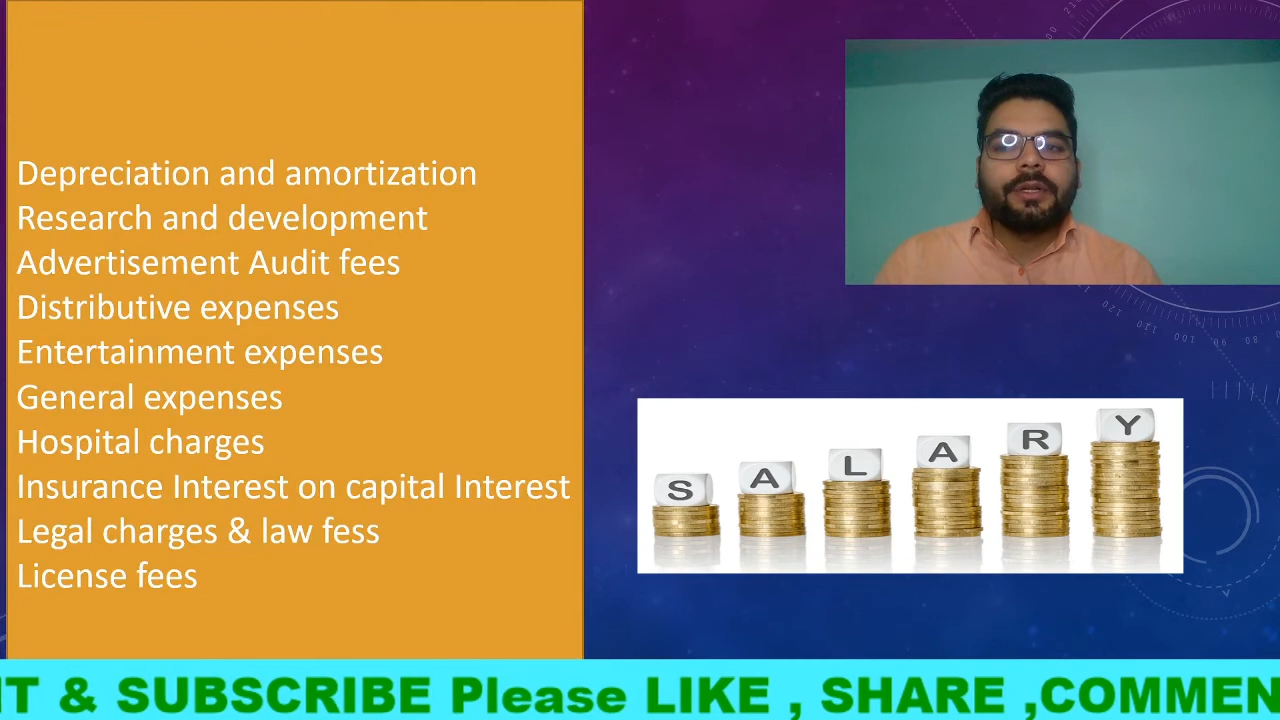 Depreciation and amortization
Research and development
Advertisement Audit fees
Distributive expenses
Entertainment expenses
General expenses
Hospital charges
Insurance Interest on capital Interest
Legal charges & law fess
License fees
S A L A R Y
& SUBSCRIBE Please LIKE , SHARE ,COMMEN